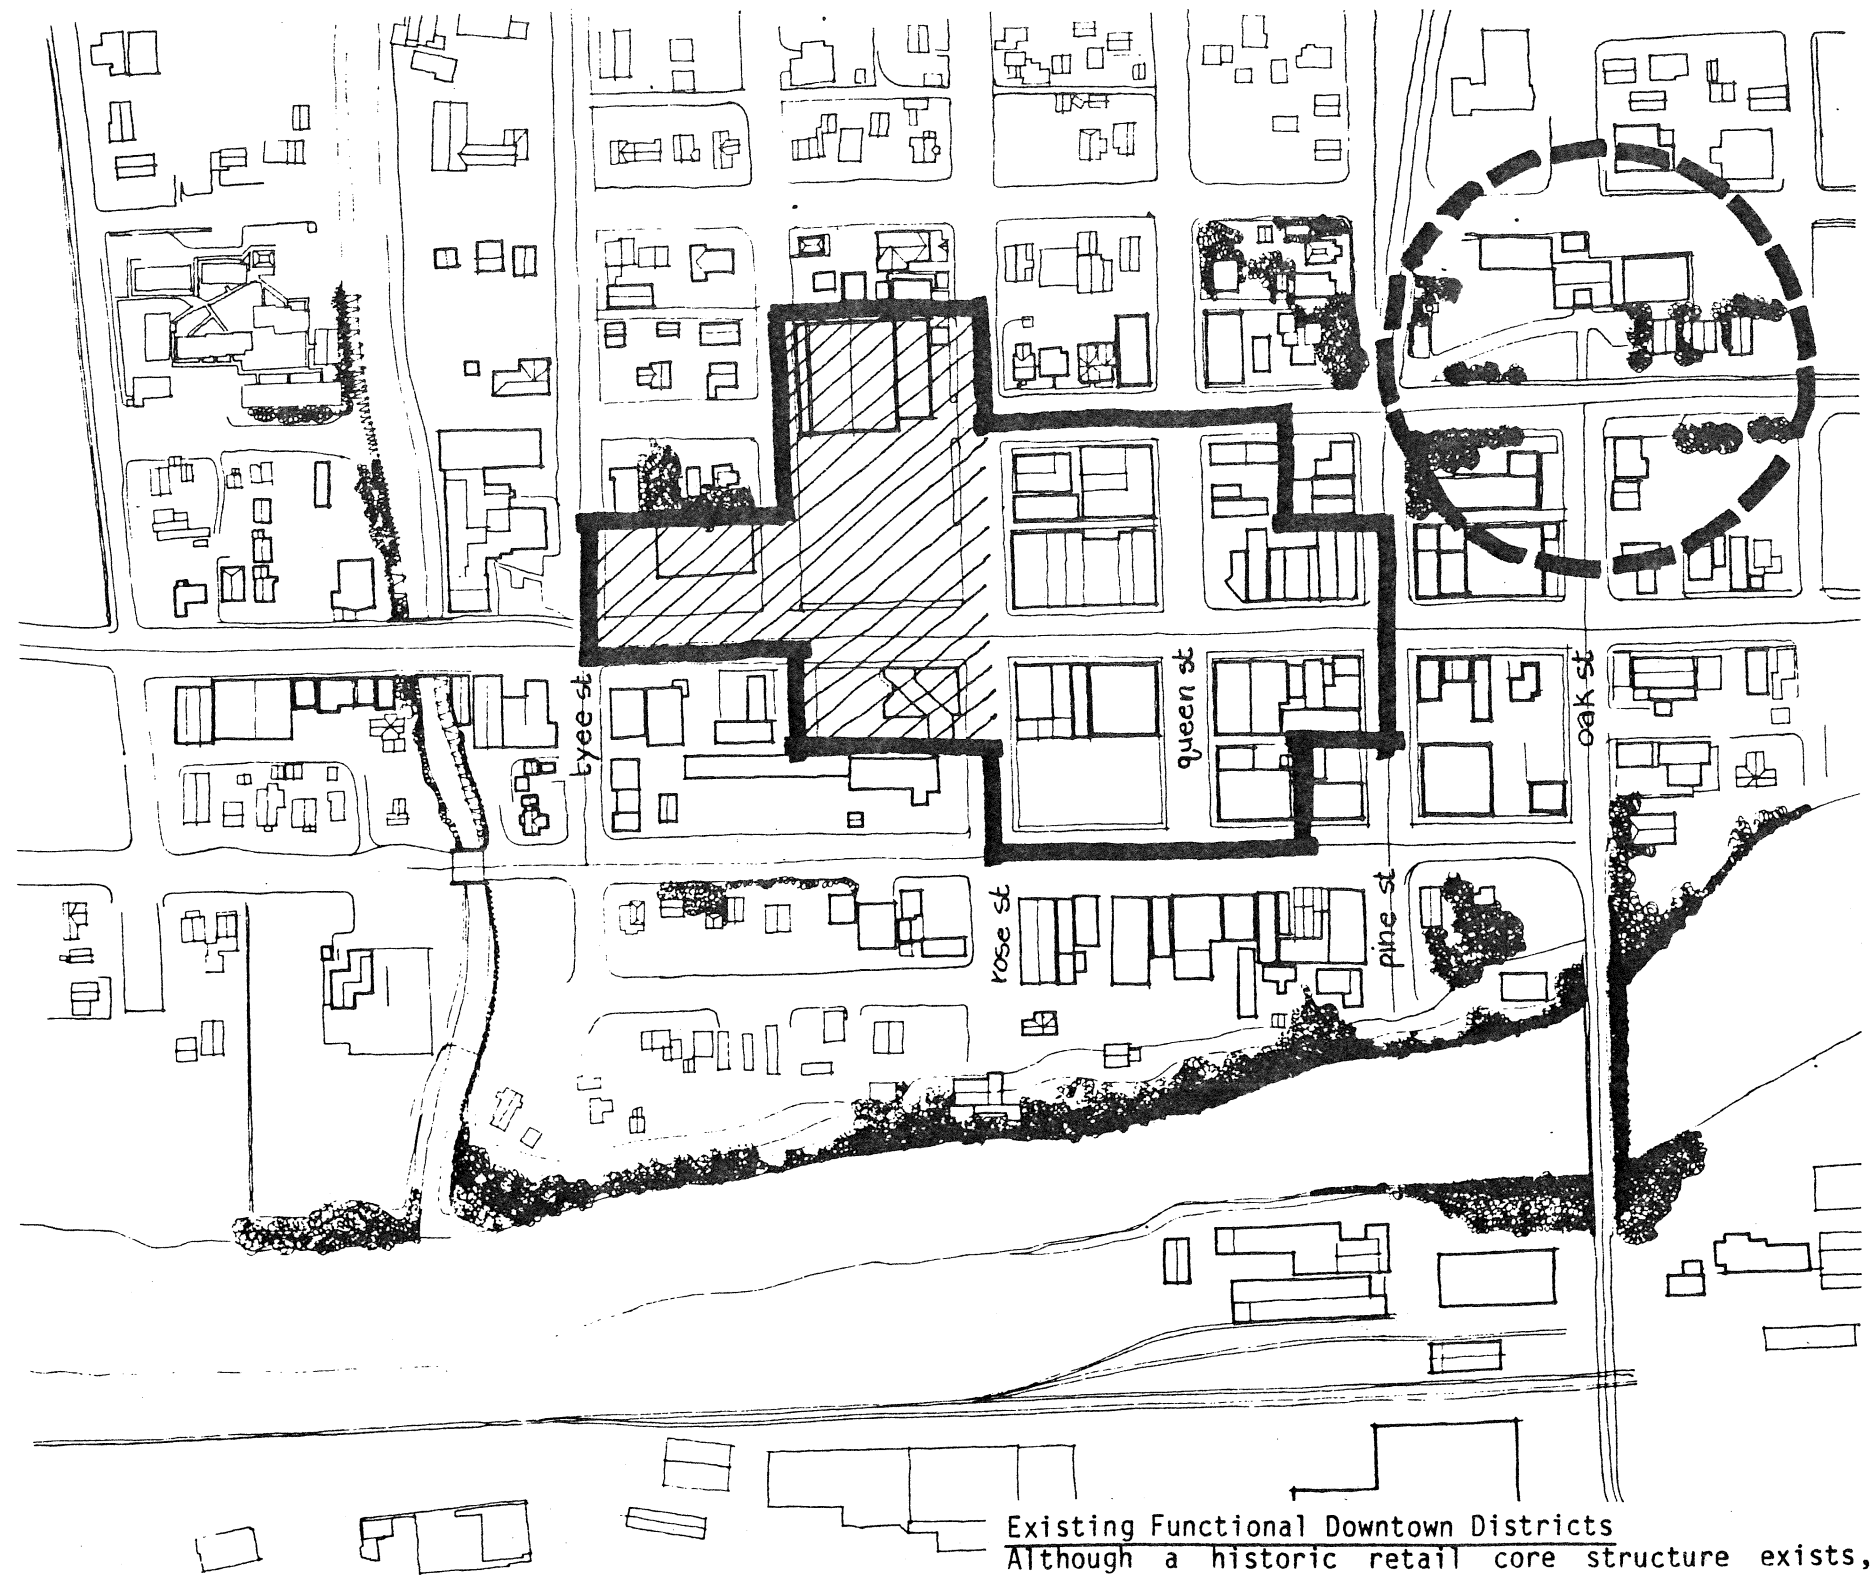 tyee st
queen st
oak st
rose st
pine st
Existing Functional Downtown Districts
Although a historic retail core structure exists,